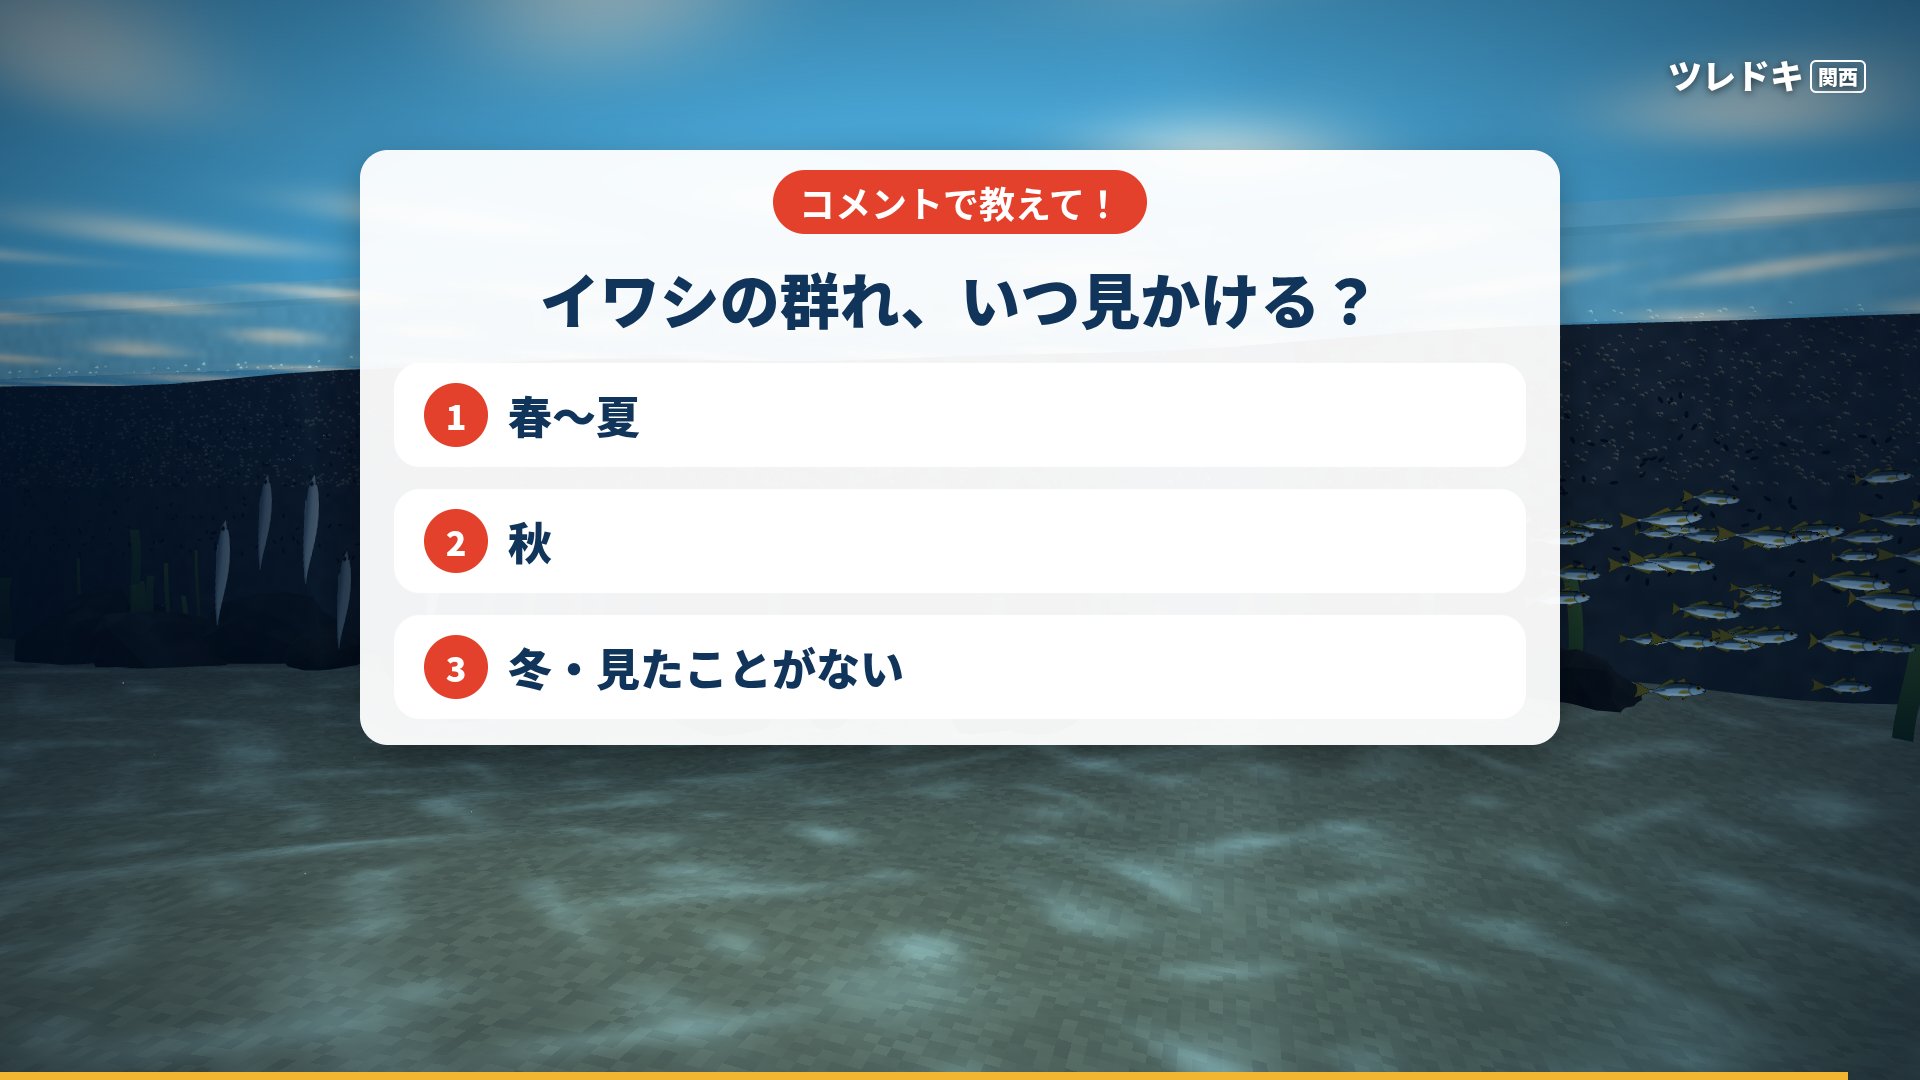 ツレドキ 関西
コメントで教えて！
イワシの群れ、いつ見かける？
1 春〜夏
2 秋
3 冬・見たことがない